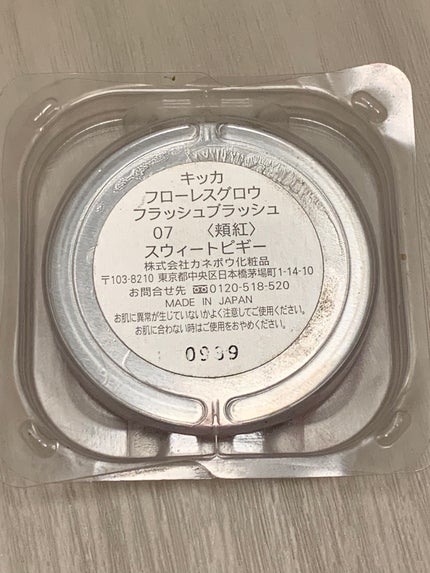 キッカ
フローレスグロウ
フラッシュブラッシュ
07 〈頬紅〉
スウィートピギー
株式会社カネボウ化粧品
〒103-8210 東京都中央区日本橋茅場町1-14-10
お問合せ先 0120-518-520
MADE IN JAPAN
お肌に異常が生じていないかよく注意してご使用ください。
お肌に合わない時はご使用をおやめください。
0939